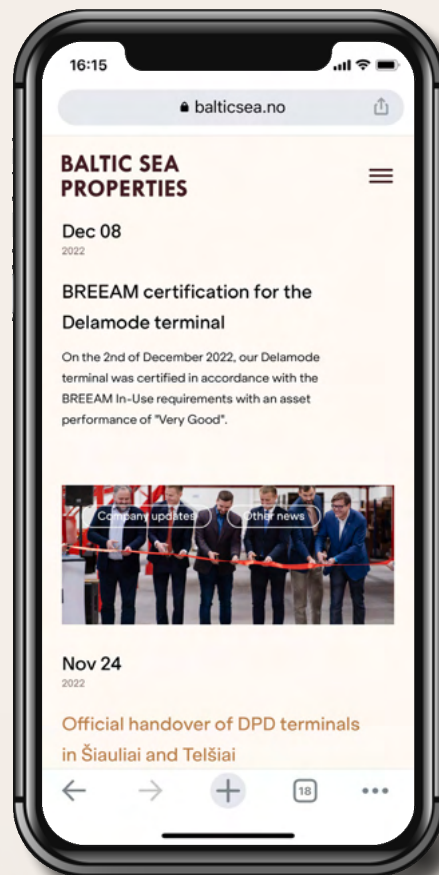 16:15
balticsea.no
BALTIC SEA
PROPERTIES
Dec 08
2022
BREEAM certification for the
Delamode terminal
On the 2nd of December 2022, our Delamode
terminal was certified in accordance with the
BREEAM In-Use requirements with an asset
performance of "Very Good".
Company updates Other news
Nov 24
2022
Official handover of DPD terminals
in Šiauliai and Telšiai
18